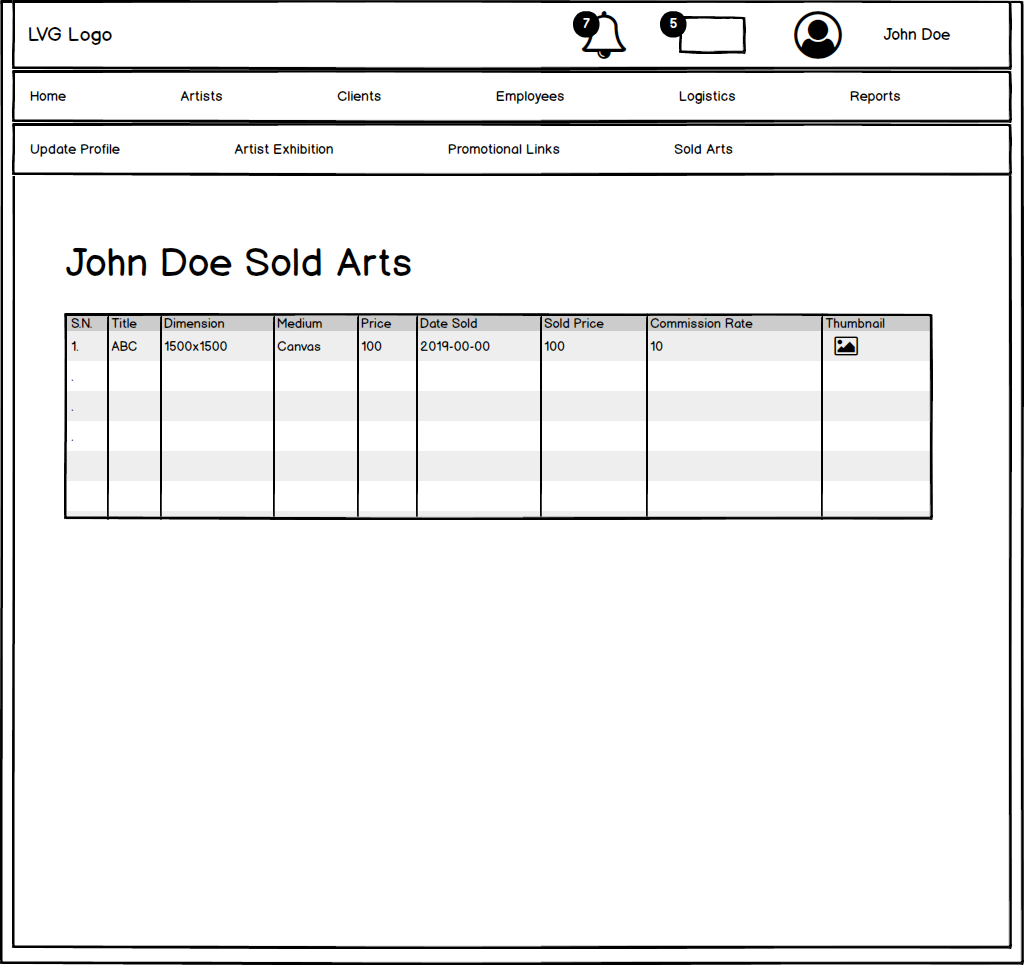 LVG Logo 7 5 John Doe
Home Artists Clients Employees Logistics Reports
Update Profile Artist Exhibition Promotional Links Sold Arts
John Doe Sold Arts
S.N. Title Dimension Medium Price Date Sold Sold Price Commission Rate Thumbnail
1. ABC 1500x1500 Canvas 100 2019-00-00 100 10
.
.
.